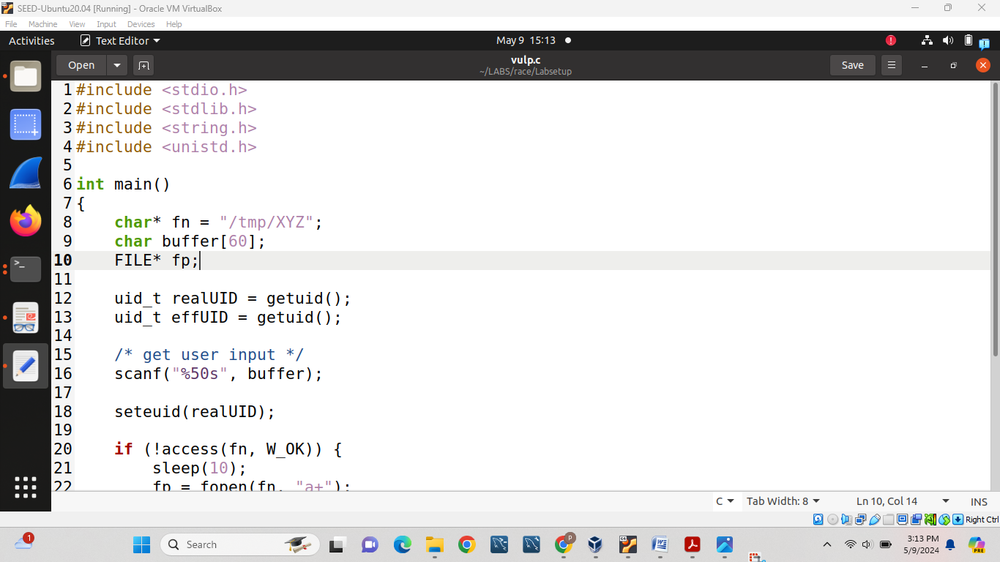 SEED-Ubuntu20.04 [Running] - Oracle VM VirtualBox
File Machine View Input Devices Help
Activities Text Editor May 9 15:13
Open vulp.c Save
~/LABS/race/Labsetup
1 #include <stdio.h>
2 #include <stdlib.h>
3 #include <string.h>
4 #include <unistd.h>
5
6 int main()
7 {
8 char* fn = "/tmp/XYZ";
9 char buffer[60];
10 FILE* fp;
11
12 uid_t realUID = getuid();
13 uid_t effUID = getuid();
14
15 /* get user input */
16 scanf("%50s", buffer);
17
18 seteuid(realUID);
19
20 if (!access(fn, W_OK)) {
21 sleep(10);
22 fp = fopen(fn, "a+");
C Tab Width: 8 Ln 10, Col 14 INS
Right Ctrl
1 Search P 64 W PRE
3:13 PM
5/9/2024